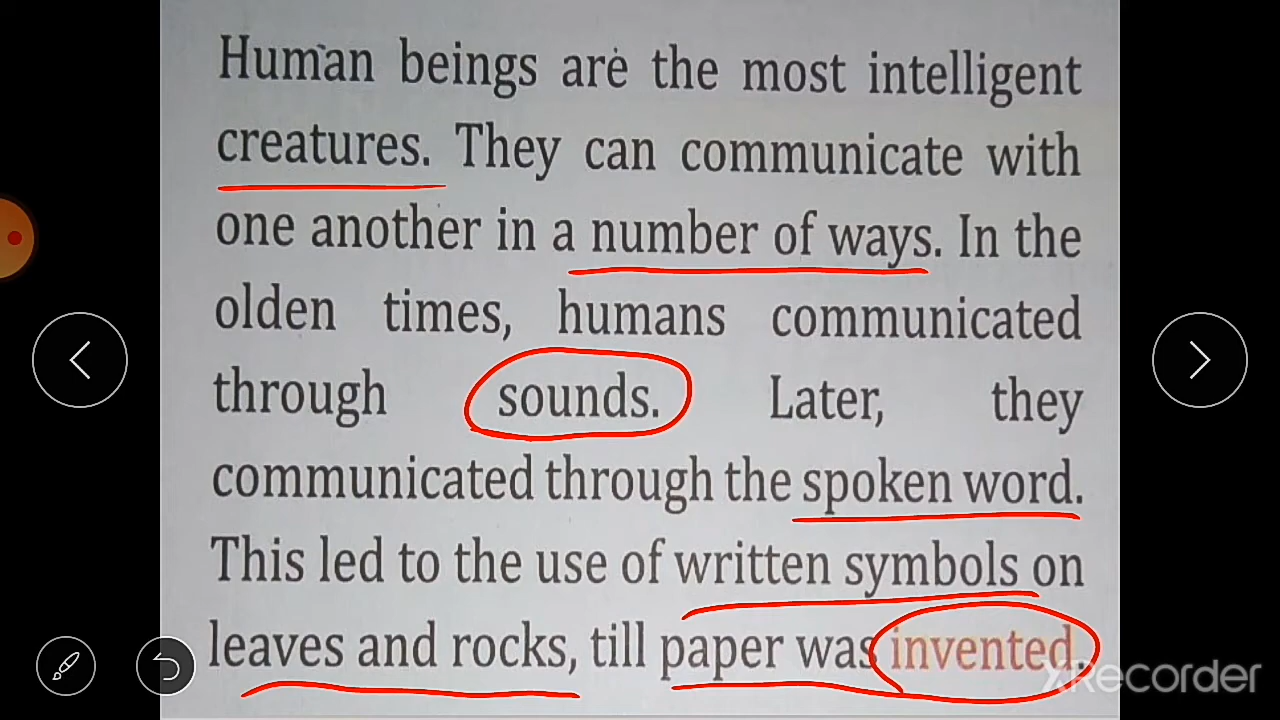 Human beings are the most intelligent
creatures. They can communicate with
one another in a number of ways. In the
olden times, humans communicated
through sounds. Later, they
communicated through the spoken word.
This led to the use of written symbols on
leaves and rocks, till paper was invented.
XRecorder